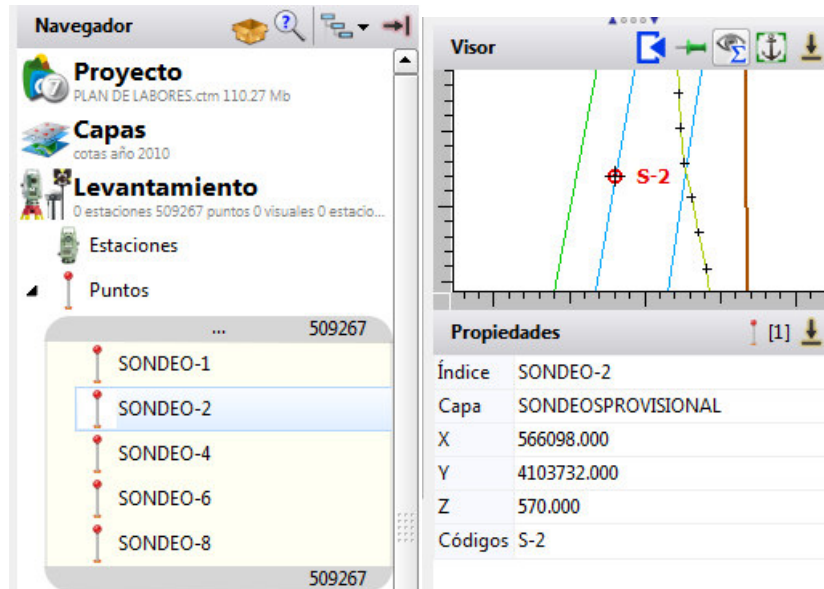 Navegador
Proyecto
PLAN DE LABORES.ctm 110.27 Mb
Capas
cotas año 2010
Levantamiento
0 estaciones 509267 puntos 0 visuales 0 estacio...
Estaciones
Puntos
... 509267
SONDEO-1
SONDEO-2
SONDEO-4
SONDEO-6
SONDEO-8
509267
Visor
S-2
Propiedades [1]
Índice SONDEO-2
Capa SONDEOSPROVISIONAL
X 566098.000
Y 4103732.000
Z 570.000
Códigos S-2